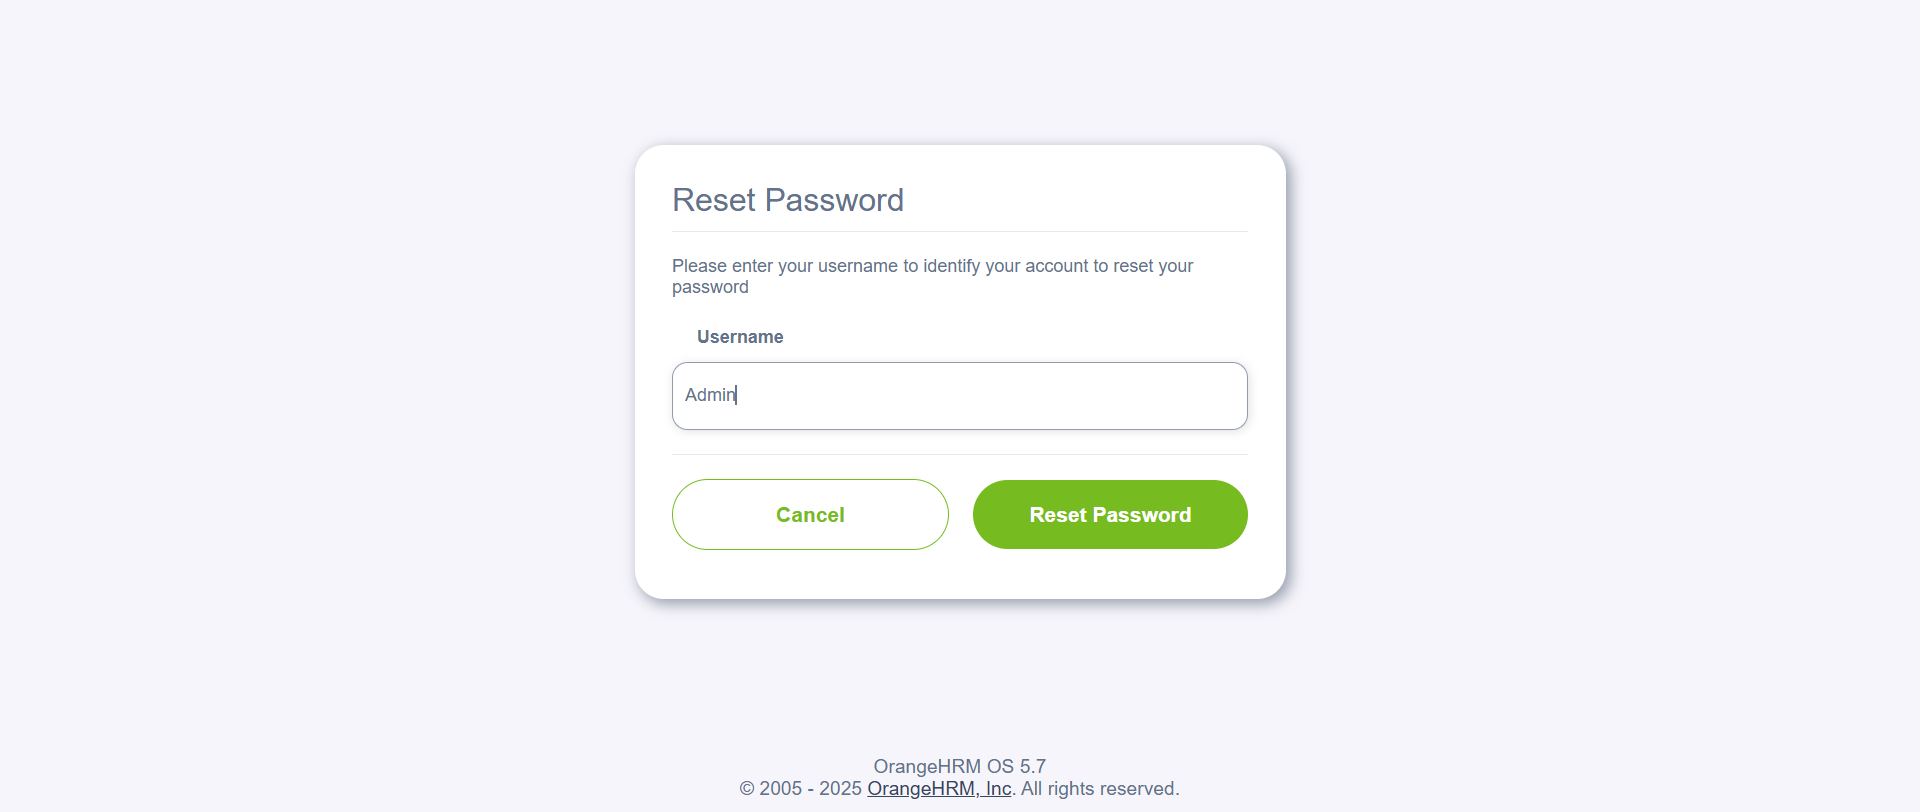 Reset Password
Please enter your username to identify your account to reset your
password
Username
Admin
Cancel
Reset Password
OrangeHRM OS 5.7
© 2005 - 2025 OrangeHRM, Inc. All rights reserved.